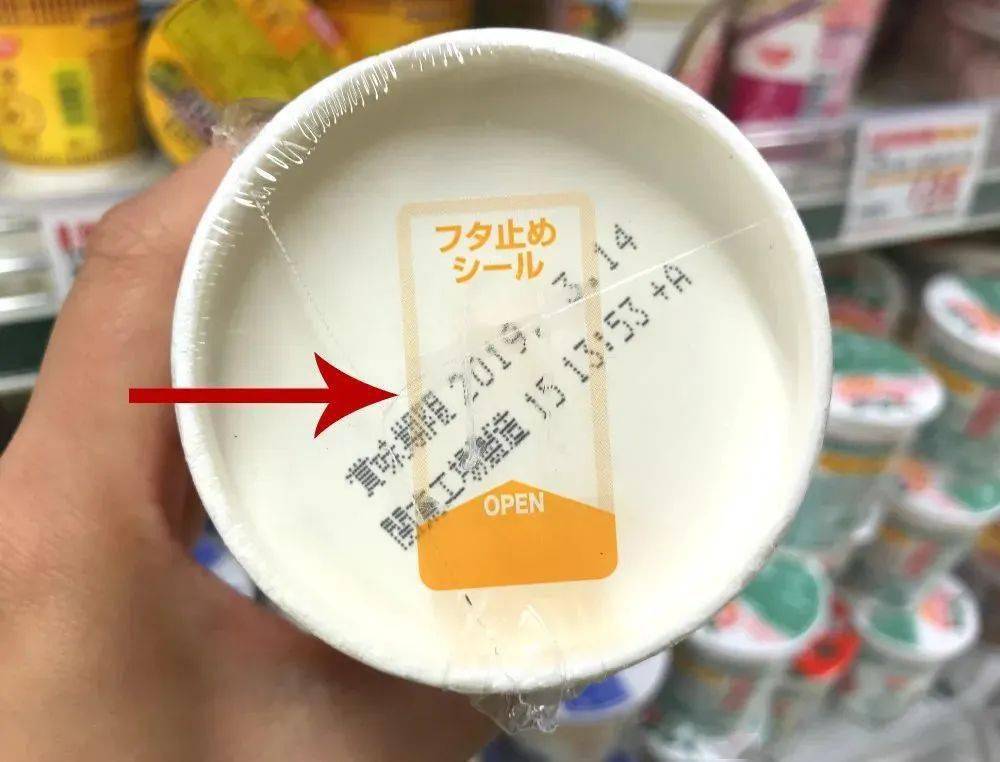 フタ止め
シール
賞味期限 2019. 3.14
関東工場製造 15 13:53 +A
OPEN